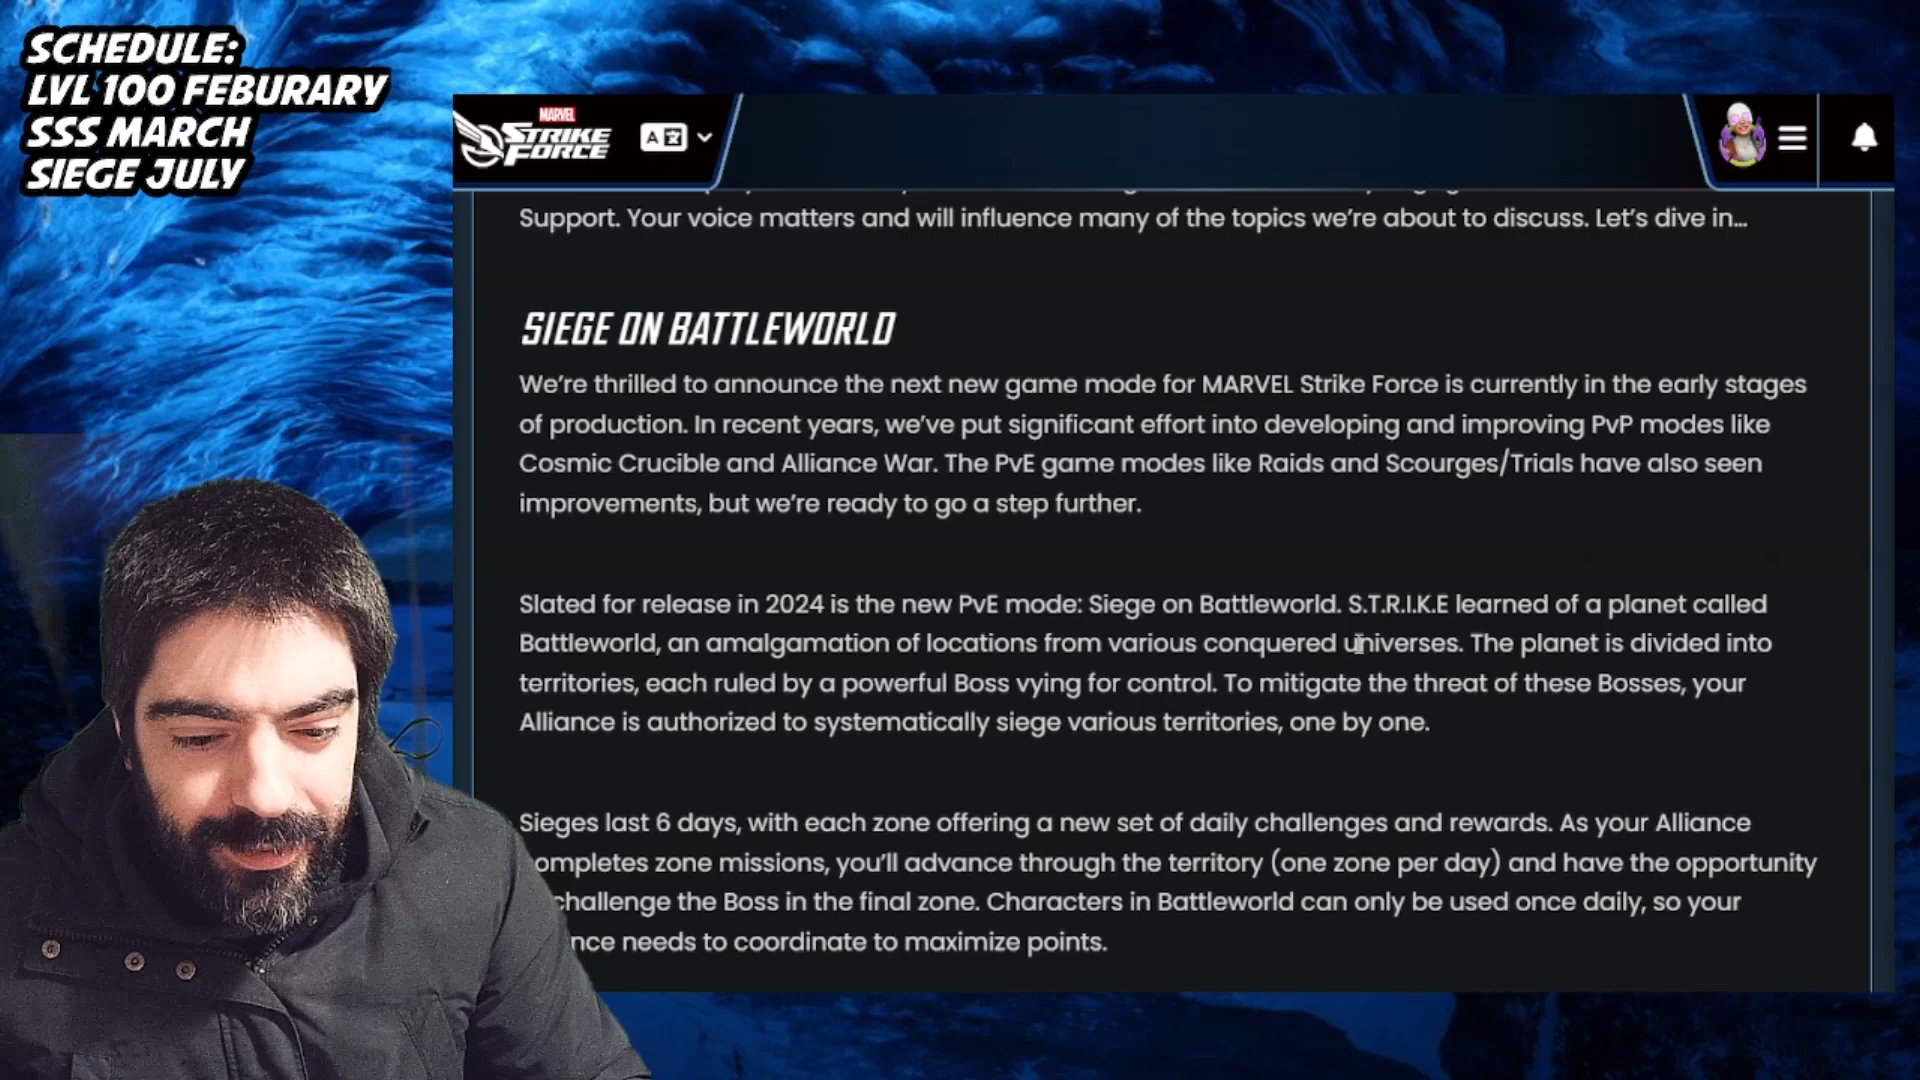 SCHEDULE:
LVL 100 FEBURARY
SSS MARCH
SIEGE JULY
MARVEL
STRIKE
FORCE
A
Support. Your voice matters and will influence many of the topics we’re about to discuss. Let’s dive in...
SIEGE ON BATTLEWORLD
We’re thrilled to announce the next new game mode for MARVEL Strike Force is currently in the early stages
of production. In recent years, we’ve put significant effort into developing and improving PvP modes like
Cosmic Crucible and Alliance War. The PvE game modes like Raids and Scourges/Trials have also seen
improvements, but we’re ready to go a step further.
Slated for release in 2024 is the new PvE mode: Siege on Battleworld. S.T.R.I.K.E learned of a planet called
Battleworld, an amalgamation of locations from various conquered universes. The planet is divided into
territories, each ruled by a powerful Boss vying for control. To mitigate the threat of these Bosses, your
Alliance is authorized to systematically siege various territories, one by one.
Sieges last 6 days, with each zone offering a new set of daily challenges and rewards. As your Alliance
ompletes zone missions, you’ll advance through the territory (one zone per day) and have the opportunity
challenge the Boss in the final zone. Characters in Battleworld can only be used once daily, so your
nce needs to coordinate to maximize points.